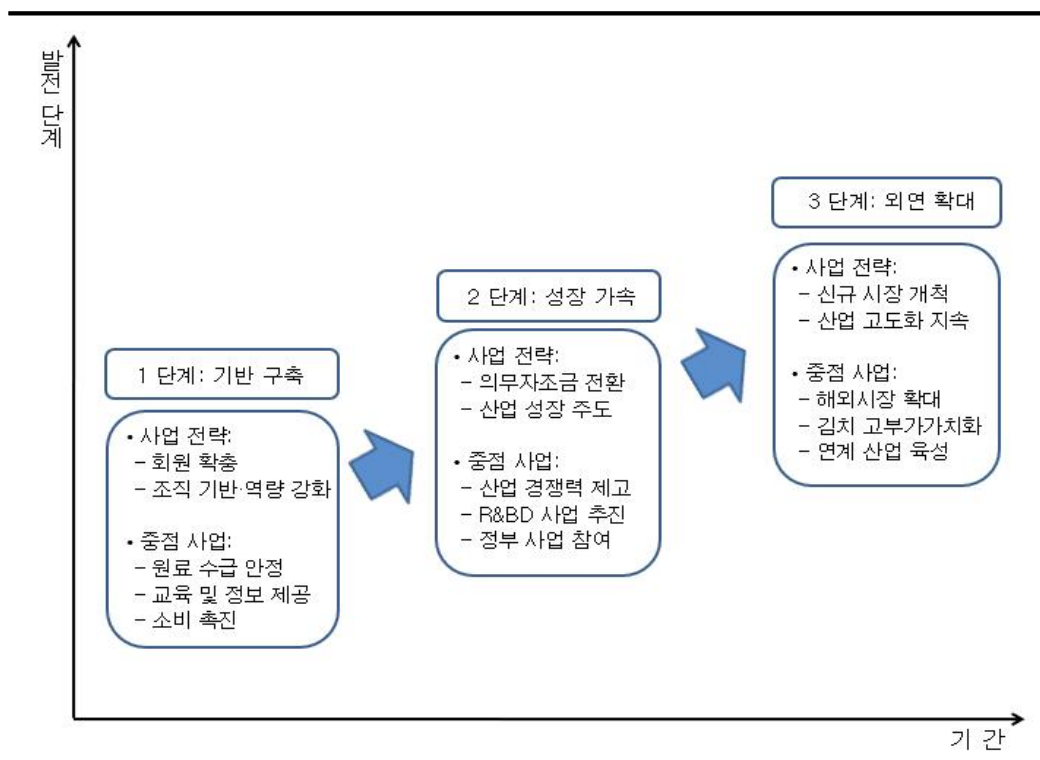 발전 단계
1 단계: 기반 구축
• 사업 전략:
– 회원 확충
– 조직 기반·역량 강화
• 중점 사업:
– 원료 수급 안정
– 교육 및 정보 제공
– 소비 촉진
2 단계: 성장 가속
• 사업 전략:
– 의무자조금 전환
– 산업 성장 주도
• 중점 사업:
– 산업 경쟁력 제고
– R&BD 사업 추진
– 정부 사업 참여
3 단계: 외연 확대
• 사업 전략:
– 신규 시장 개척
– 산업 고도화 지속
• 중점 사업:
– 해외시장 확대
– 김치 고부가가치화
– 연계 산업 육성
기 간